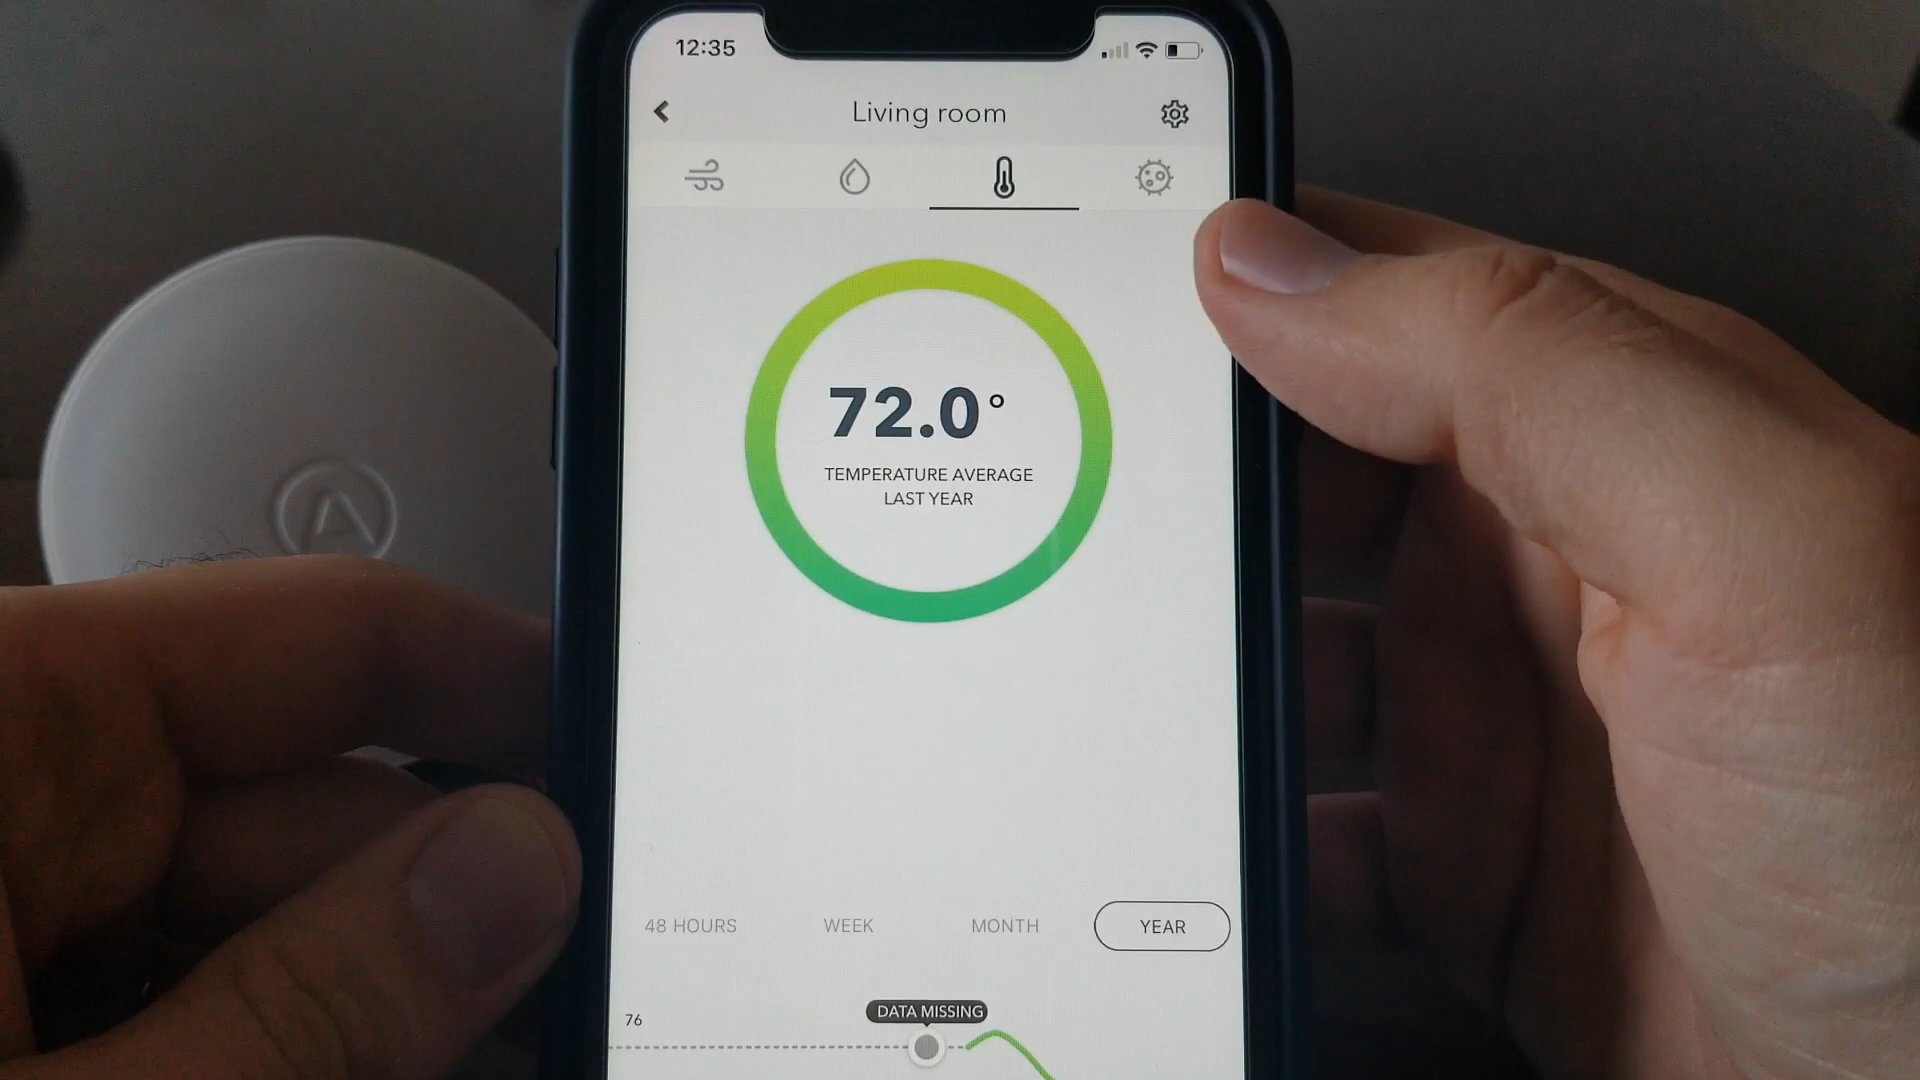 12:35
Living room
72.0°
TEMPERATURE AVERAGE
LAST YEAR
48 HOURS
WEEK
MONTH
YEAR
DATA MISSING
76